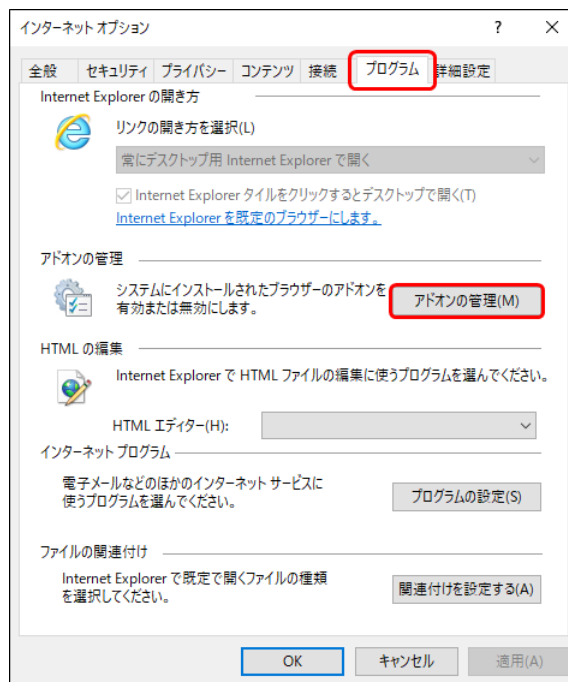 インターネット オプション
全般 セキュリティ プライバシー コンテンツ 接続 プログラム 詳細設定
Internet Explorer の開き方
リンクの開き方を選択(L)
常にデスクトップ用 Internet Explorer で開く
Internet Explorer タイルをクリックするとデスクトップで開く(T)
Internet Explorer を既定のブラウザーにします。
アドオンの管理
システムにインストールされたブラウザーのアドオンを
有効または無効にします。
アドオンの管理(M)
HTML の編集
Internet Explorer で HTML ファイルの編集に使うプログラムを選んでください。
HTML エディター(H):
インターネット プログラム
電子メールなどのほかのインターネット サービスに
使うプログラムを選んでください。
プログラムの設定(S)
ファイルの関連付け
Internet Explorer で既定で開くファイルの種類
を選択してください。
関連付けを設定する(A)
OK キャンセル 適用(A)